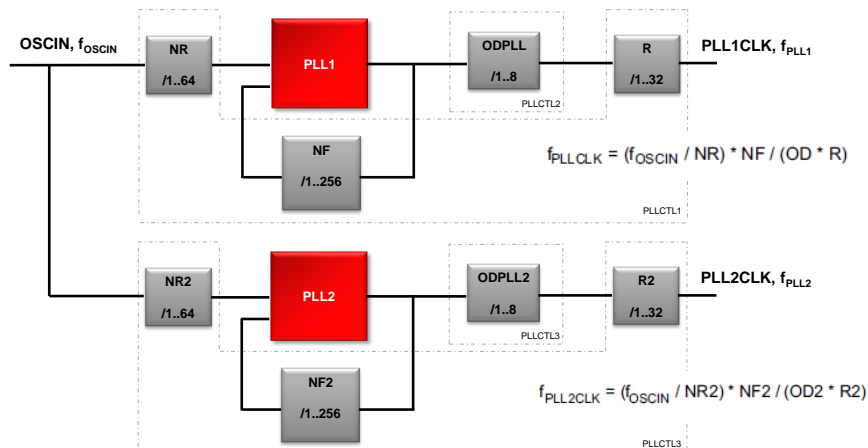 OSCIN, fOSCIN
NR
/1..64
PLL1
ODPLL
/1..8
PLLCTL2
R
/1..32
PLL1CLK, fPLL1
NF
/1..256
fPLLCLK = (fOSCIN / NR) * NF / (OD * R)
PLLCTL1
NR2
/1..64
PLL2
ODPLL2
/1..8
PLLCTL3
R2
/1..32
PLL2CLK, fPLL2
NF2
/1..256
fPLL2CLK = (fOSCIN / NR2) * NF2 / (OD2 * R2)
PLLCTL3